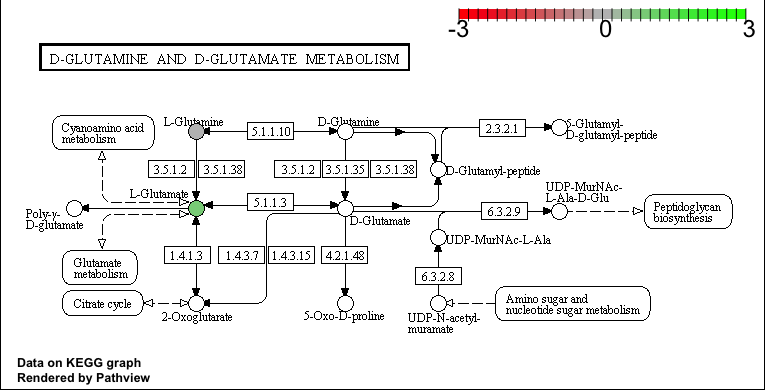 -3 0 3
D-GLUTAMINE AND D-GLUTAMATE METABOLISM
Cyanoamino acid
metabolism
L-Glutamine
5.1.1.10
D-Glutamine
2.3.2.1
5-Glutamyl-
D-glutamyl-peptide
3.5.1.2
3.5.1.38
3.5.1.2
3.5.1.35
3.5.1.38
D-Glutamyl-peptide
L-Glutamate
5.1.1.3
D-Glutamate
Poly-γ-
D-glutamate
UDP-MurNAc-
L-Ala-D-Glu
6.3.2.9
Peptidoglycan
biosynthesis
UDP-MurNAc-L-Ala
Glutamate
metabolism
1.4.1.3
1.4.3.7
1.4.3.15
4.2.1.48
6.3.2.8
Citrate cycle
2-Oxoglutarate
5-Oxo-D-proline
UDP-N-acetyl-
muramate
Amino sugar and
nucleotide sugar metabolism
Data on KEGG graph
Rendered by Pathview